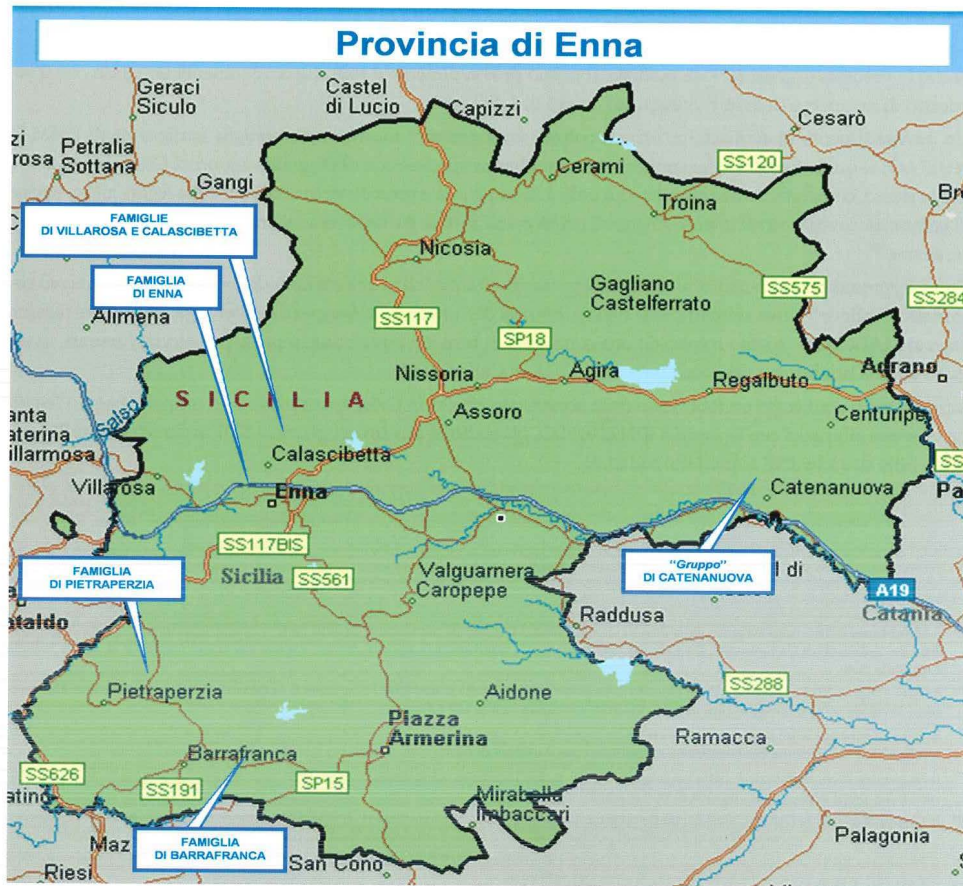 Provincia di Enna
Geraci
Siculo
Castel
di Lucio
Capizzi
Cesarò
Petralia
Sottana
Gangi
Cerami
SS120
Troina
FAMIGLIE
DI VILLAROSA E CALASCIBETTA
Nicosia
FAMIGLIA
DI ENNA
Gagliano
Castelferrato
SS575
SS284
Alimena
SS117
SP18
Adrano
Nissoria
Agira
Regalbuto
SICILIA
Salso
Assoro
Centuripe
Calascibetta
Villarosa
Enna
Catenanuova
SS117BIS
FAMIGLIA
DI PIETRAPERZIA
Sicilia
SS561
Valguarnera
Caropepe
"Gruppo"
DI CATENANUOVA
di
A19
Catania
Raddusa
Pietraperzia
Aidone
SS288
Piazza
Armerina
Ramacca
Barrafranca
SS626
SS191
SP15
Mirabella
Imbaccari
FAMIGLIA
DI BARRAFRANCA
Palagonia
Riesi
San Cono